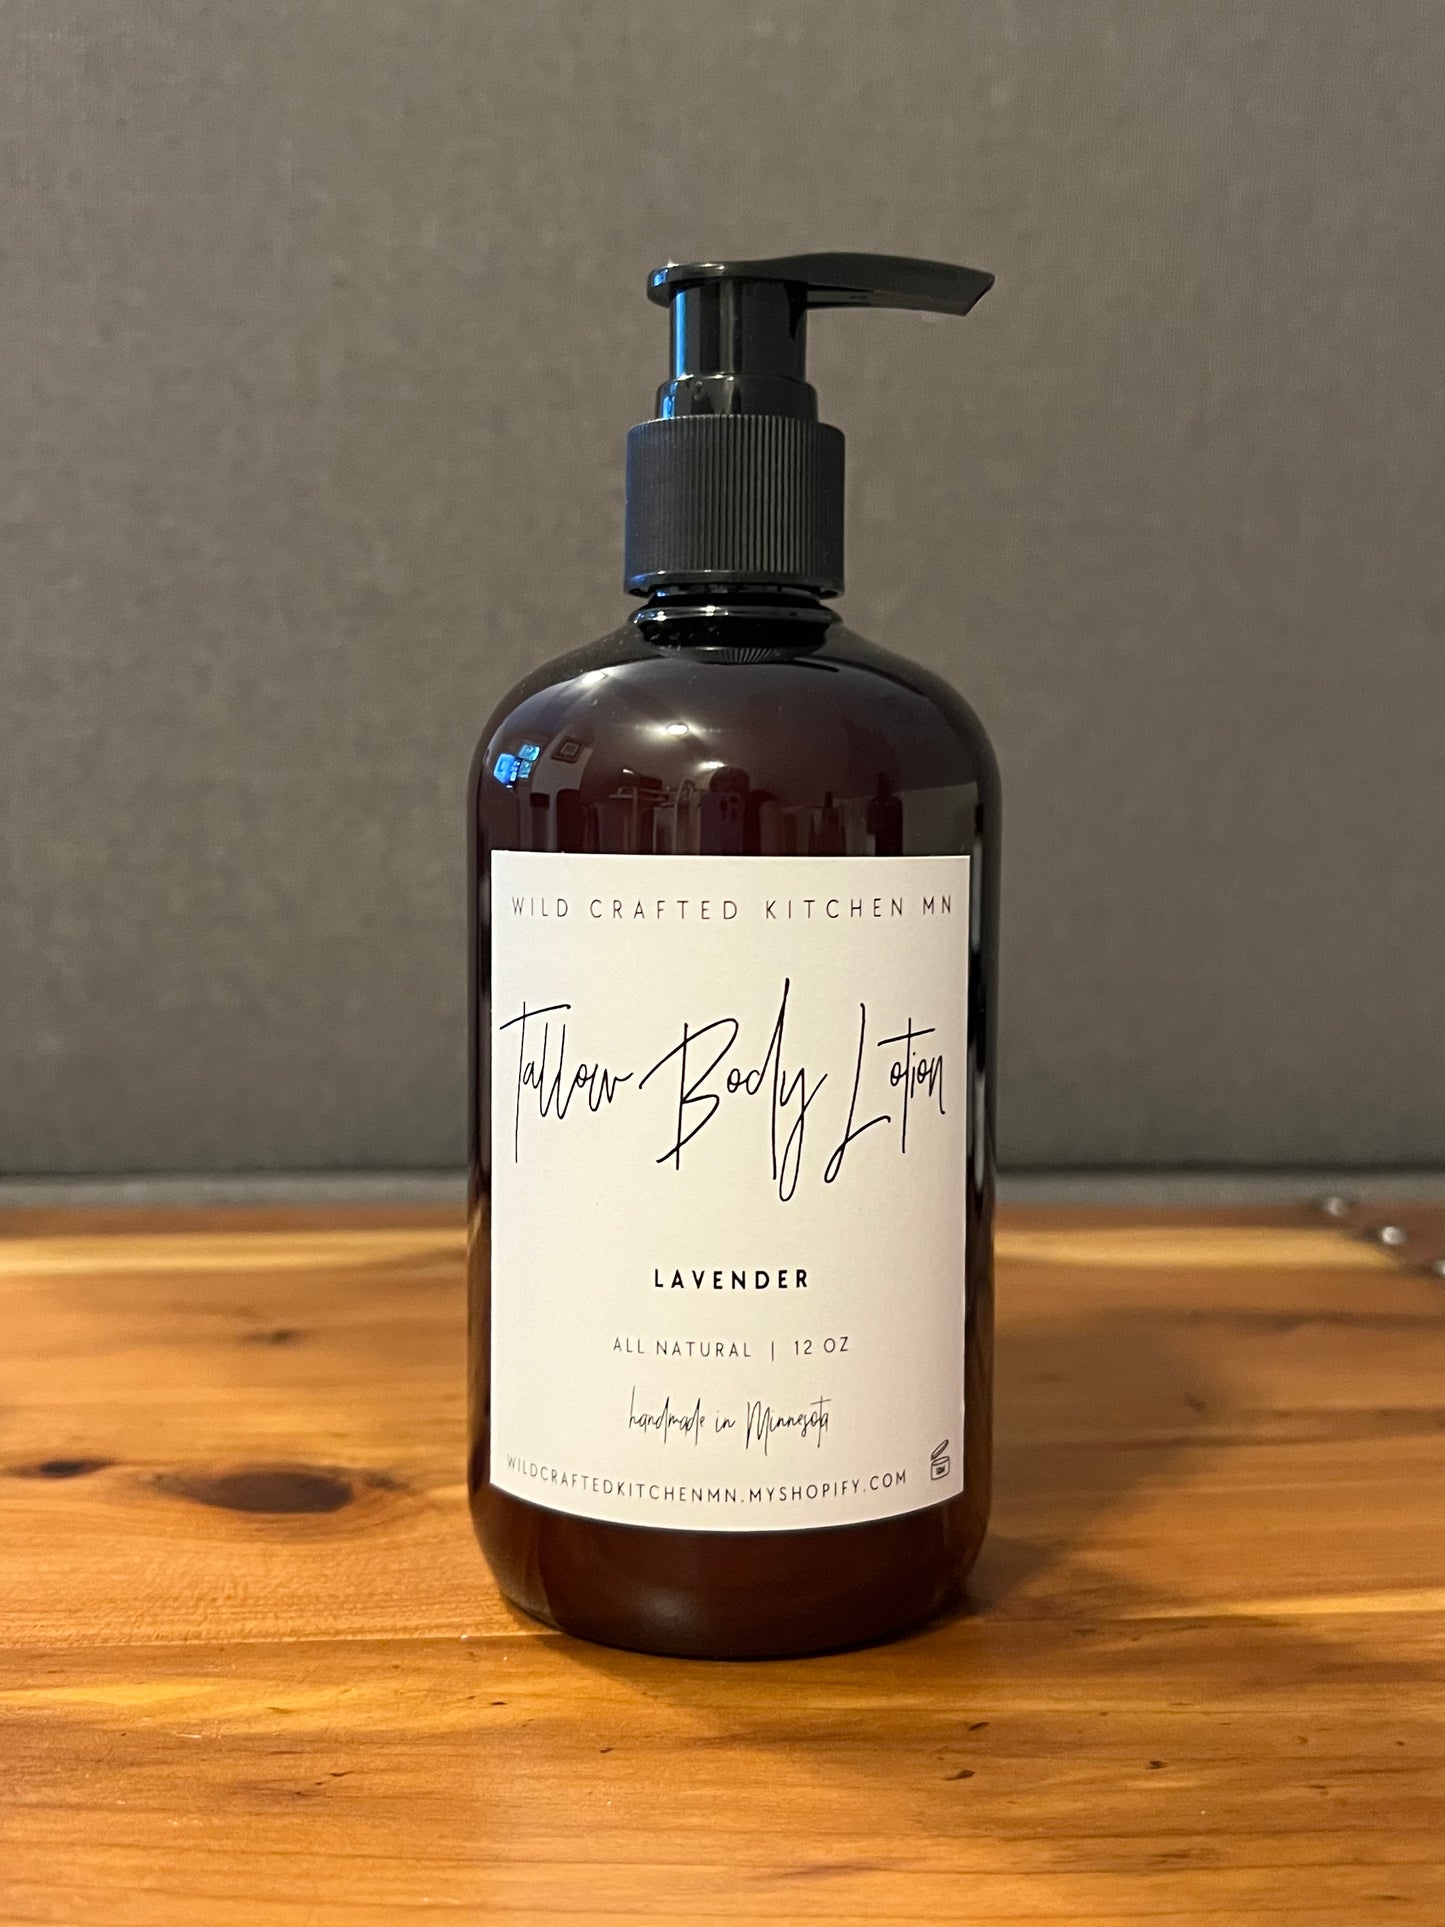 WILD CRAFTED KITCHEN MN
Tallow Body Lotion
LAVENDER
ALL NATURAL | 12 OZ
handmade in Minnesota
WILDCRAFTEDKITCHENMN.MYSHOPIFY.COM